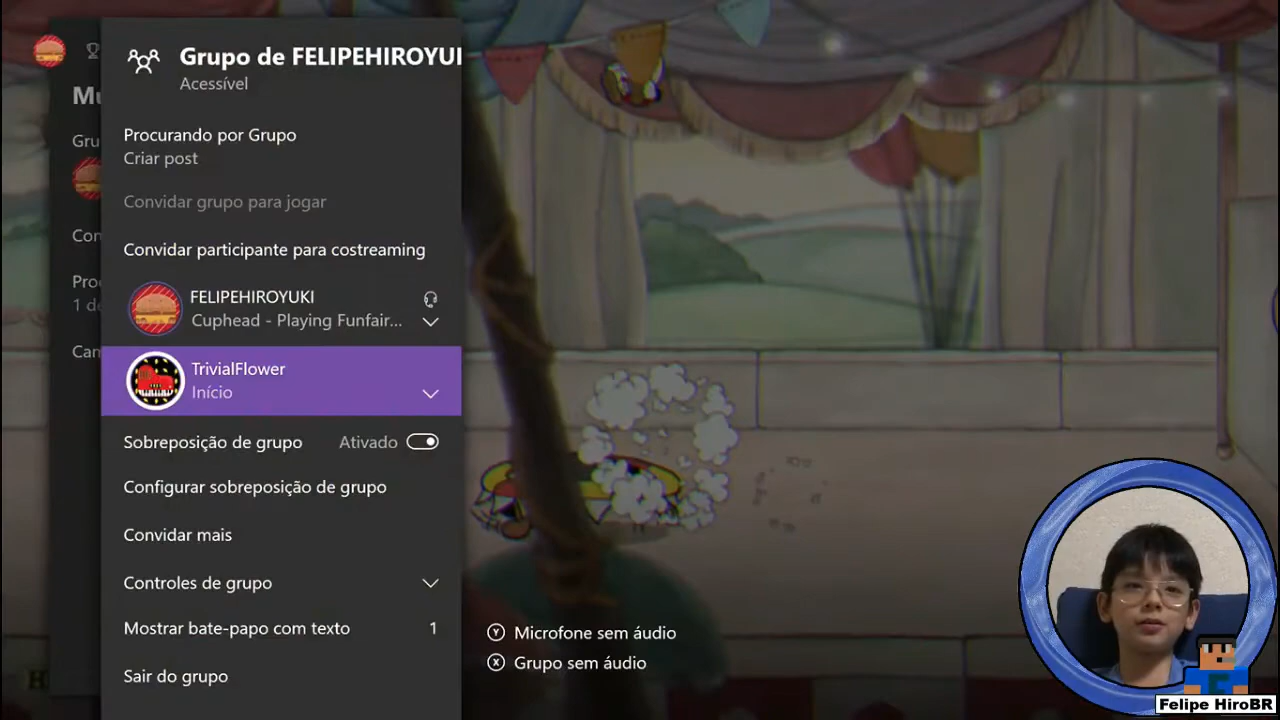 Grupo de FELIPEHIROYUI
Acessível
Procurando por Grupo
Criar post
Convidar grupo para jogar
Convidar participante para costreaming
FELIPEHIROYUKI
Cuphead - Playing Funfair...
TrivialFlower
Início
Sobreposição de grupo Ativado
Configurar sobreposição de grupo
Convidar mais
Controles de grupo
Mostrar bate-papo com texto 1
Sair do grupo
Y Microfone sem áudio
X Grupo sem áudio
Felipe HiroBR